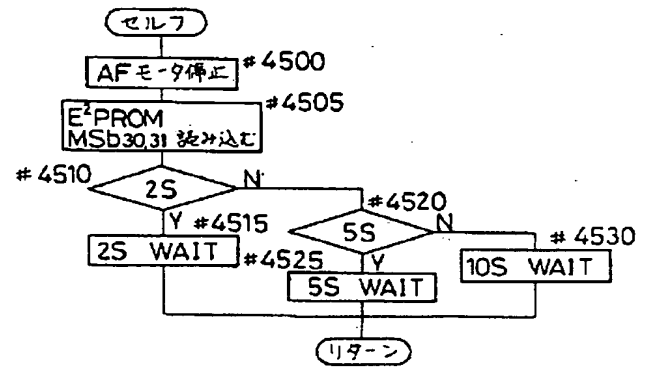 セルフ
AFモータ停止
#4500
#4505
E²PROM
MSb30,31 読み込む
#4510
2S
N
#4520
Y
#4515
5S
N
#4530
2S WAIT
#4525
Y
10S WAIT
5S WAIT
リターン